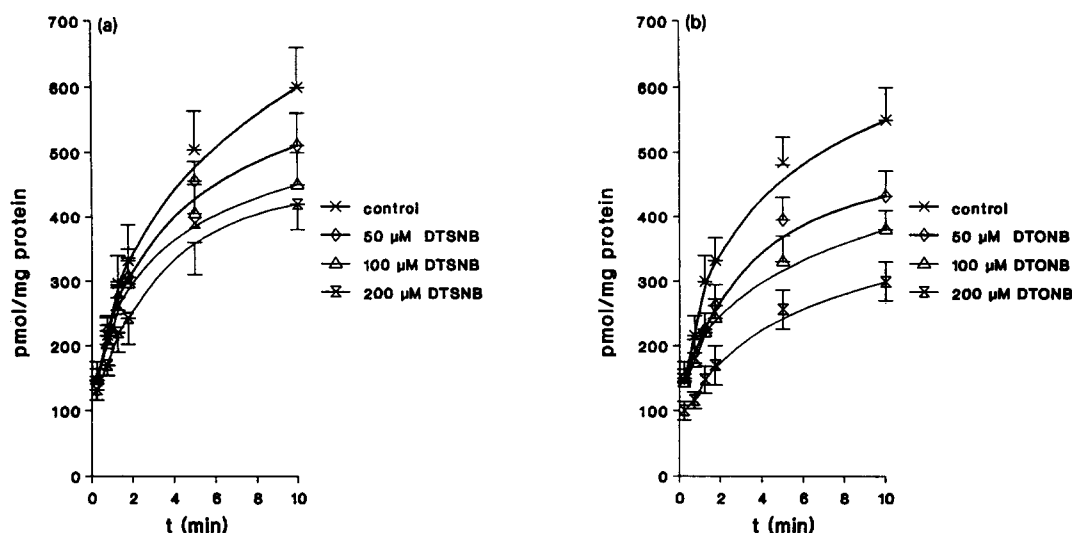 (a)
700
600
500
400
300
200
100
0
pmol/mg protein
0 2 4 6 8 10
t (min)
control
50 µM DTSNB
100 µM DTSNB
200 µM DTSNB
(b)
700
600
500
400
300
200
100
0
pmol/mg protein
0 2 4 6 8 10
t (min)
control
50 µM DTONB
100 µM DTONB
200 µM DTONB